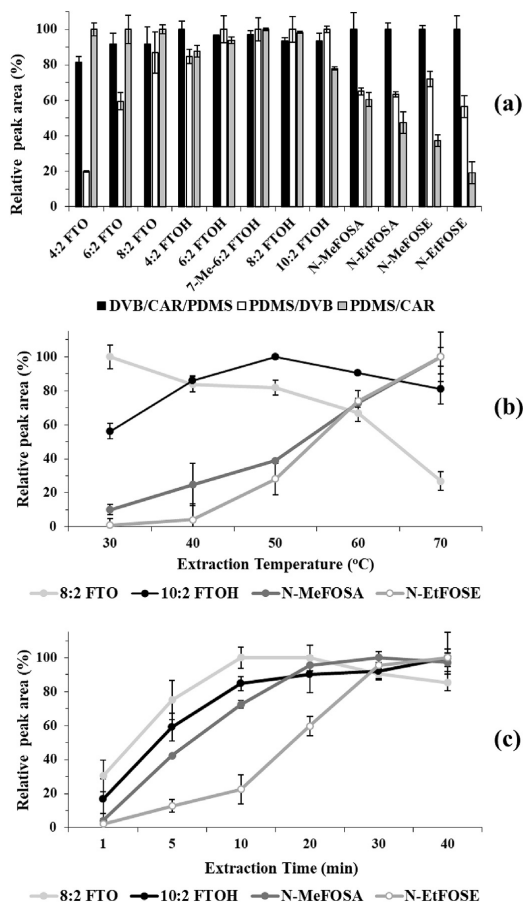 Relative peak area (%)
120
100
80
60
40
20
0
4:2 FTO
6:2 FTO
8:2 FTO
4:2 FTOH
6:2 FTOH
7-Me-6:2 FTOH
8:2 FTOH
10:2 FTOH
N-MeFOSA
N-EtFOSA
N-MeFOSE
N-EtFOSE
(a)
DVB/CAR/PDMS PDMS/DVB PDMS/CAR
Relative peak area (%)
120
100
80
60
40
20
0
30 40 50 60 70
Extraction Temperature (oC)
(b)
8:2 FTO 10:2 FTOH N-MeFOSA N-EtFOSE
Relative peak area (%)
120
100
80
60
40
20
0
1 5 10 20 30 40
Extraction Time (min)
(c)
8:2 FTO 10:2 FTOH N-MeFOSA N-EtFOSE